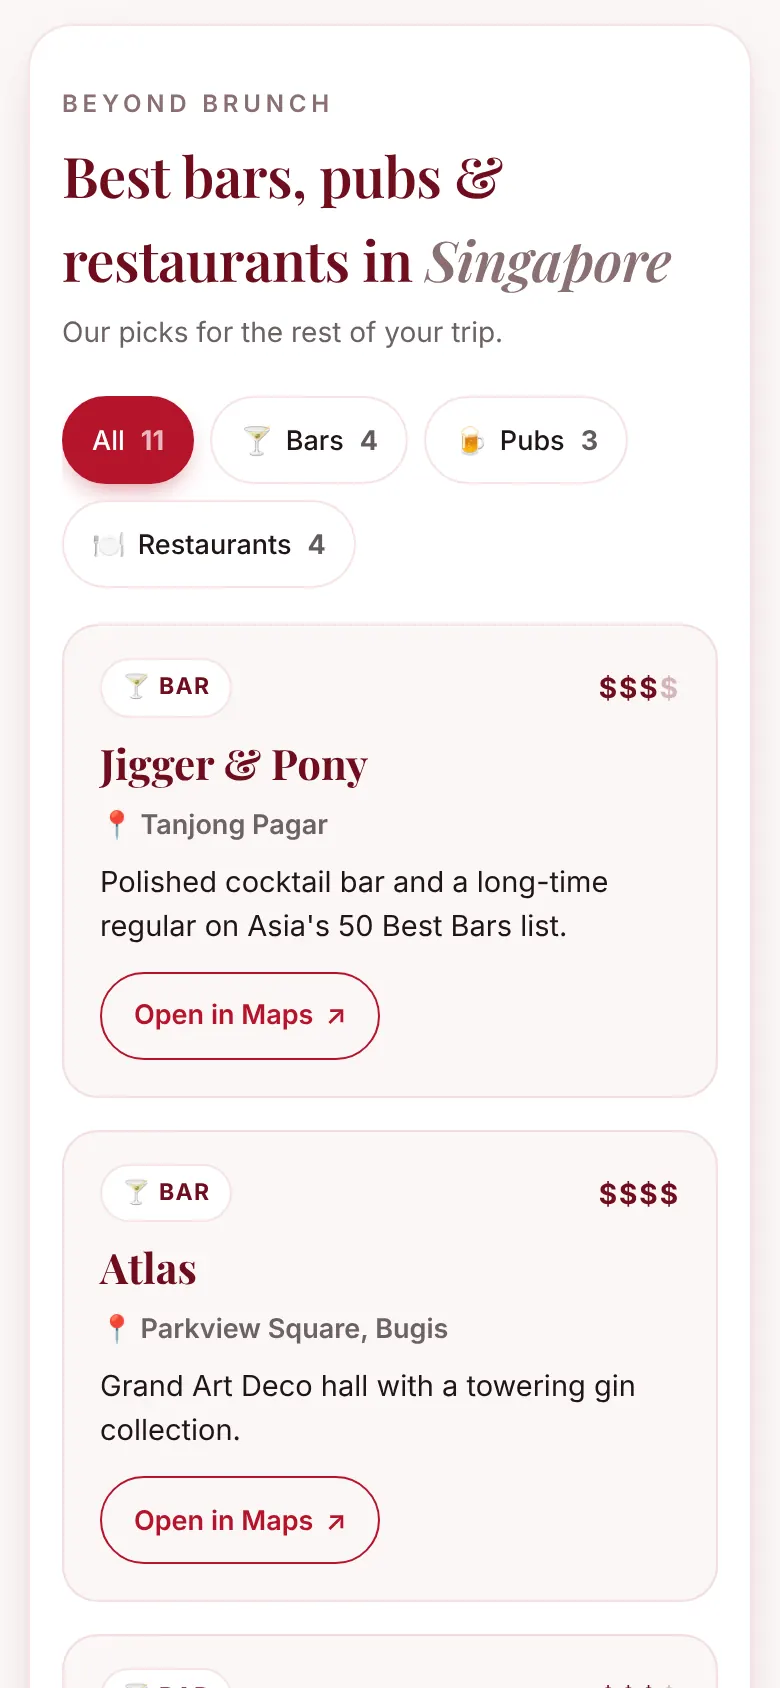 BEYOND BRUNCH
Best bars, pubs &
restaurants in Singapore
Our picks for the rest of your trip.
All 11
Bars 4
Pubs 3
Restaurants 4
BAR
$$$$
Jigger & Pony
Tanjong Pagar
Polished cocktail bar and a long-time
regular on Asia's 50 Best Bars list.
Open in Maps ↗
BAR
$$$$
Atlas
Parkview Square, Bugis
Grand Art Deco hall with a towering gin
collection.
Open in Maps ↗